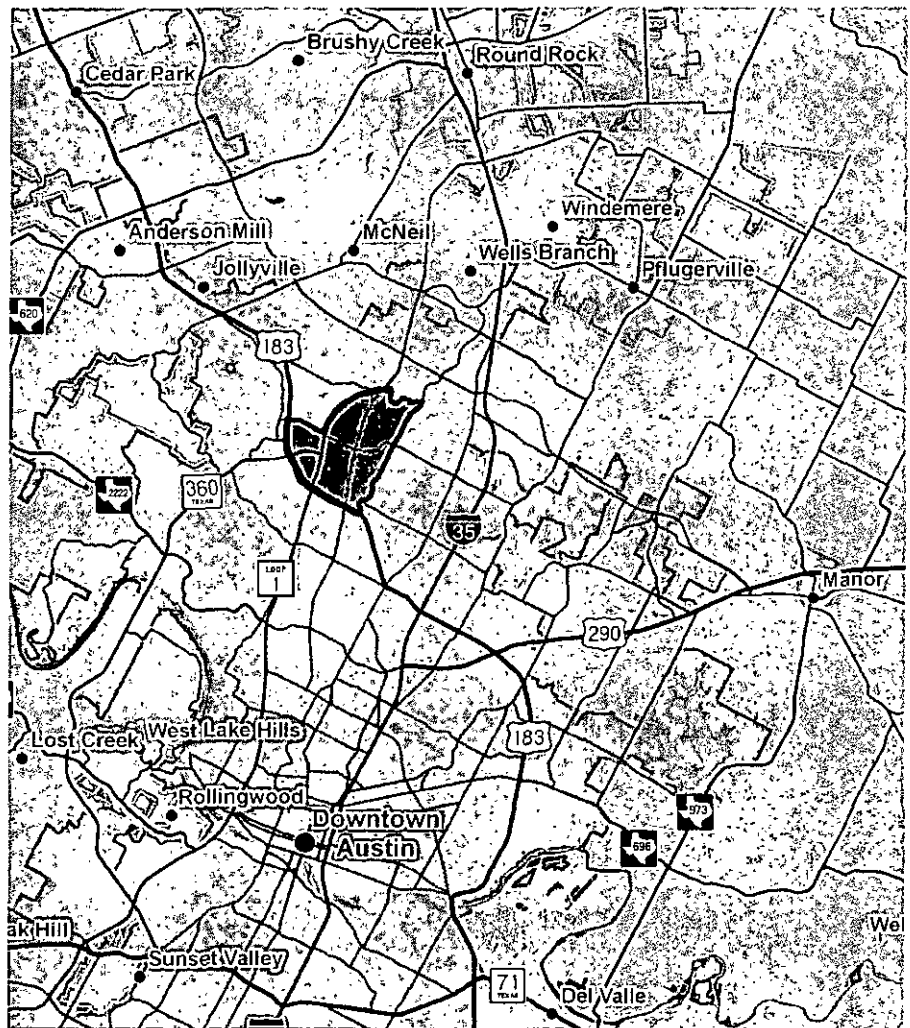 Brushy Creek
Round Rock
Cedar Park
Windemere
Anderson Mill
McNeil
Wells Branch
Jollyville
Pflugerville
620
183
2222
360
TEXAS
35
LOOP
1
Manor
290
West Lake Hills
183
Lost Creek
Rollingwood
973
Downtown
Austin
696
ak Hill
Wel
Sunset Valley
71
TEXAS
Del Valle